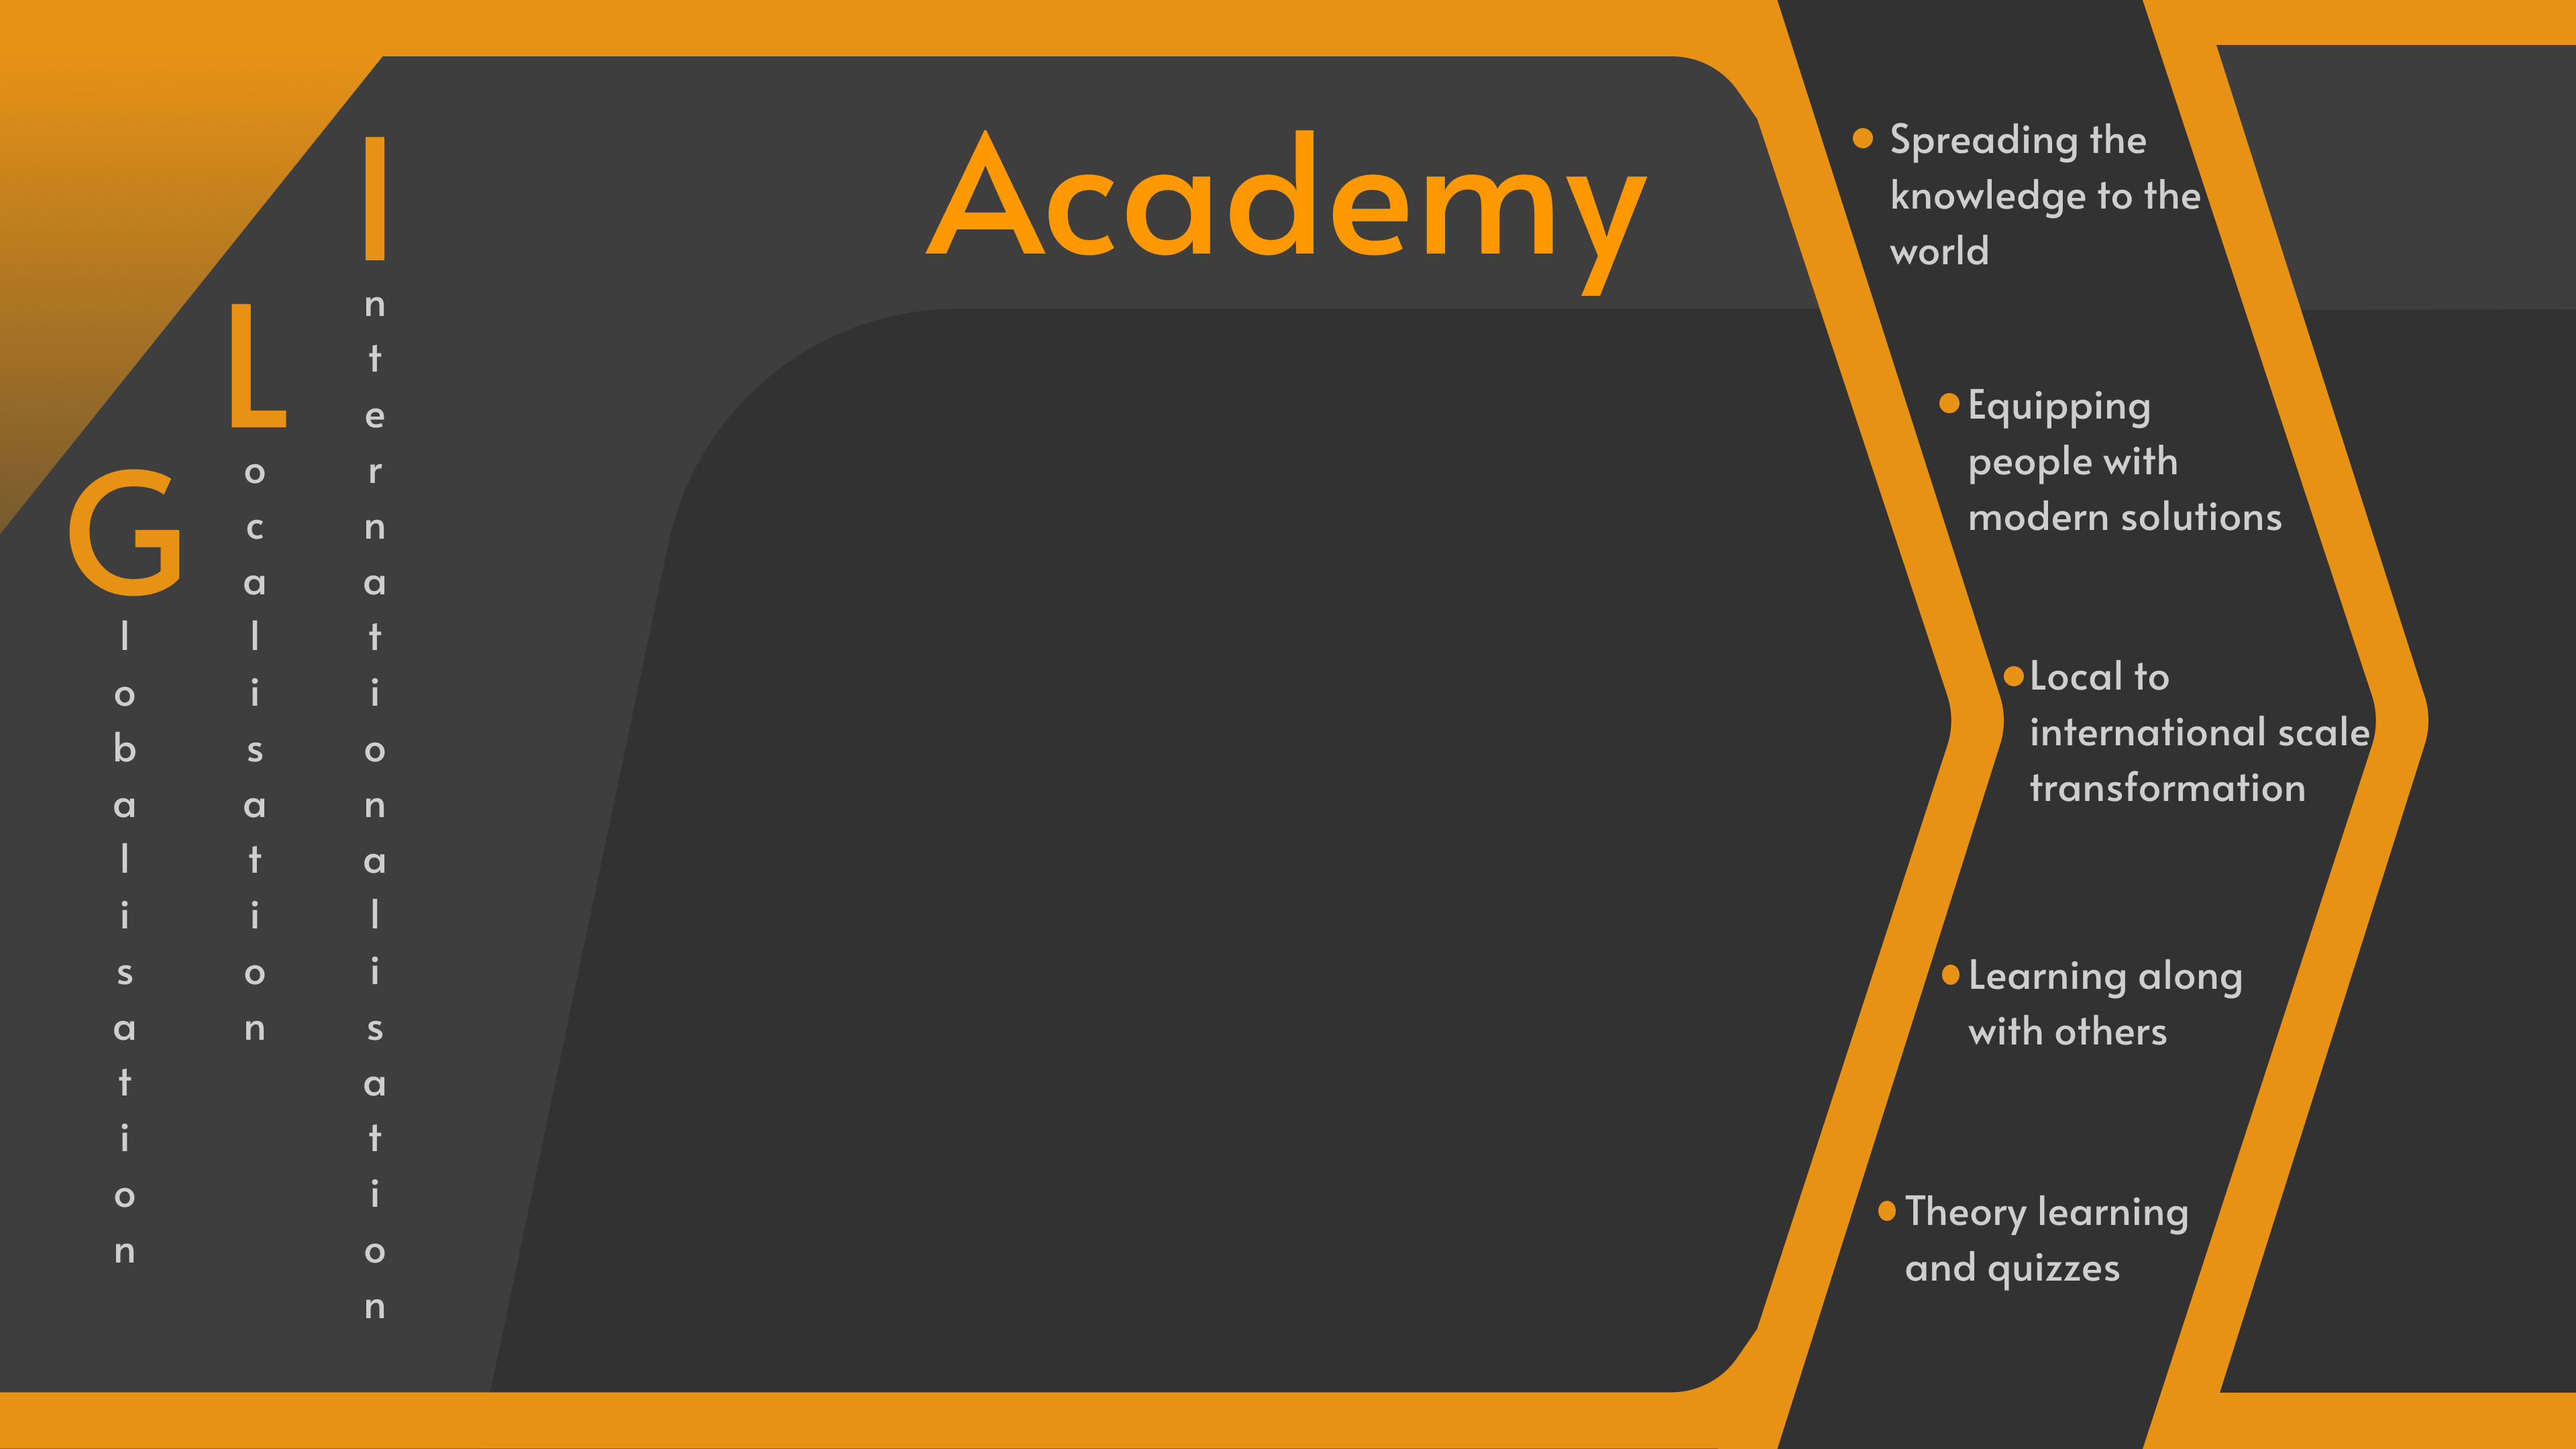 Globalisation
Localisation
Internationalisation
Academy
Spreading the
knowledge to the
world
Equipping
people with
modern solutions
Local to
international scale
transformation
Learning along
with others
Theory learning
and quizzes